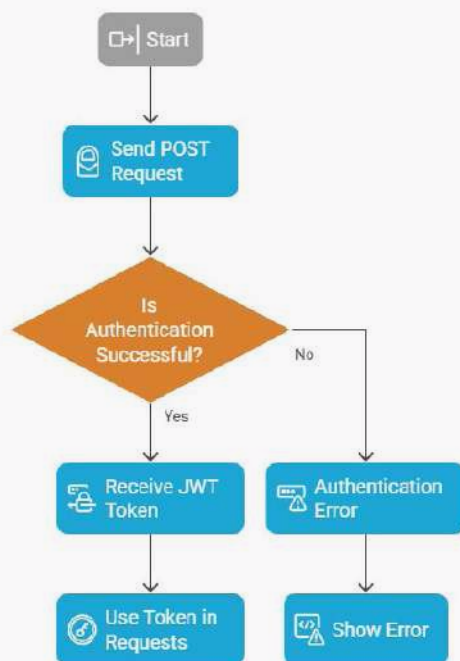 Start
Send POST
Request
Is
Authentication
Successful?
No
Yes
Receive JWT
Token
Authentication
Error
Use Token in
Requests
Show Error